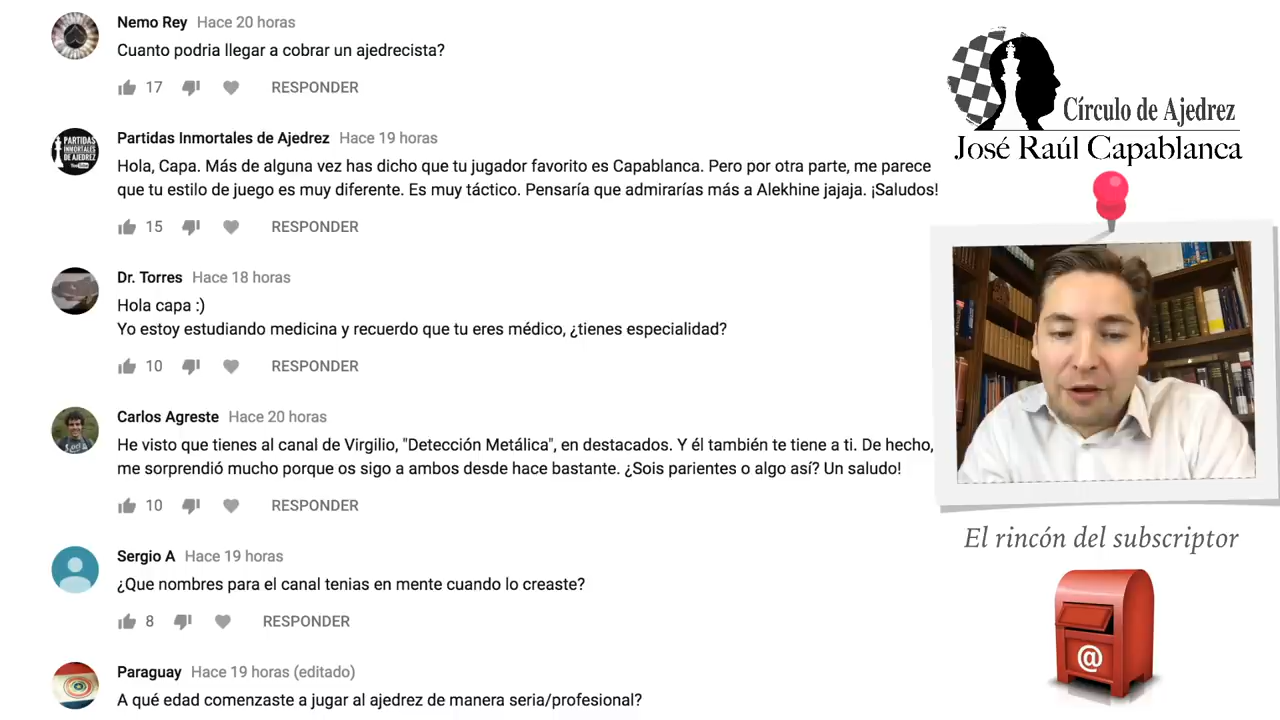 Nemo Rey Hace 20 horas
Cuanto podria llegar a cobrar un ajedrecista?
17 RESPONDER
PARTIDAS
INMORTALES
DE AJEDREZ
Partidas Inmortales de Ajedrez Hace 19 horas
Hola, Capa. Más de alguna vez has dicho que tu jugador favorito es Capablanca. Pero por otra parte, me parece
que tu estilo de juego es muy diferente. Es muy táctico. Pensaría que admirarías más a Alekhine jajaja. ¡Saludos!
15 RESPONDER
Dr. Torres Hace 18 horas
Hola capa :)
Yo estoy estudiando medicina y recuerdo que tu eres médico, ¿tienes especialidad?
10 RESPONDER
Carlos Agreste Hace 20 horas
He visto que tienes al canal de Virgilio, "Detección Metálica", en destacados. Y él también te tiene a ti. De hecho,
me sorprendió mucho porque os sigo a ambos desde hace bastante. ¿Sois parientes o algo así? Un saludo!
10 RESPONDER
Sergio A Hace 19 horas
¿Que nombres para el canal tenias en mente cuando lo creaste?
8 RESPONDER
Paraguay Hace 19 horas (editado)
A qué edad comenzaste a jugar al ajedrez de manera seria/profesional?
Círculo de Ajedrez
José Raúl Capablanca
El rincón del subscriptor
@